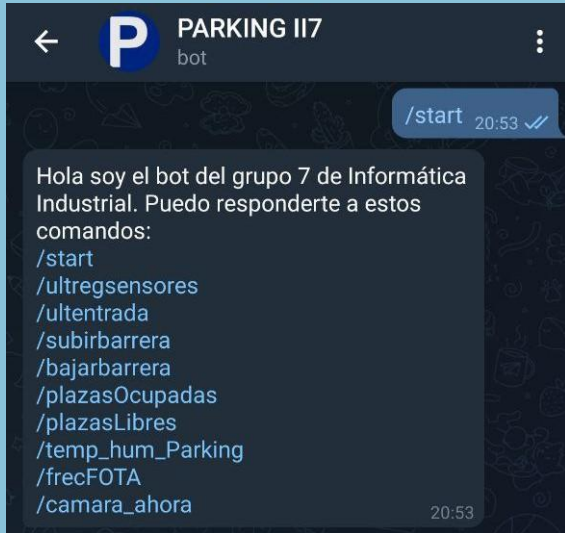 P
PARKING II7
bot
/start 20:53
Hola soy el bot del grupo 7 de Informática
Industrial. Puedo responderte a estos
comandos:
/start
/ultregsensores
/ultentrada
/subirbarrera
/bajarbarrera
/plazasOcupadas
/plazasLibres
/temp_hum_Parking
/frecFOTA
/camara_ahora
20:53